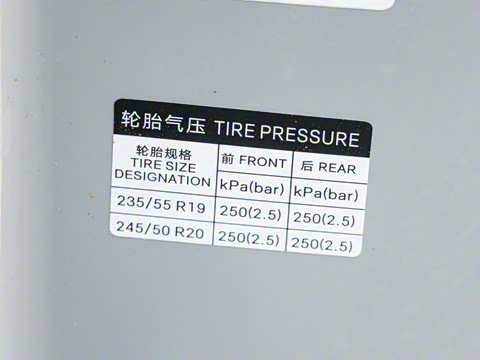 轮胎气压 TIRE PRESSURE
轮胎规格
TIRE SIZE
DESIGNATION
前 FRONT
后 REAR
kPa(bar) kPa(bar)
235/55 R19 250(2.5) 250(2.5)
245/50 R20 250(2.5) 250(2.5)